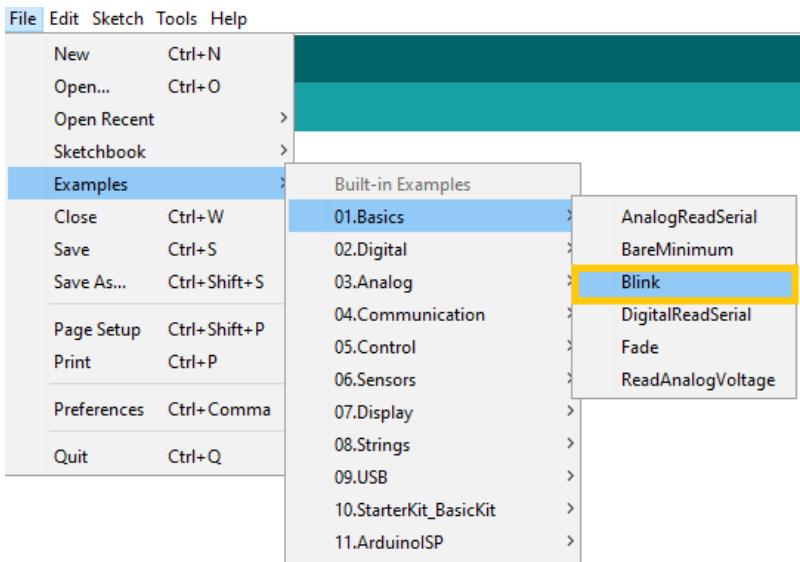 File Edit Sketch Tools Help
New Ctrl+N
Open... Ctrl+O
Open Recent
Sketchbook
Examples
Close Ctrl+W
Save Ctrl+S
Save As... Ctrl+Shift+S
Page Setup Ctrl+Shift+P
Print Ctrl+P
Preferences Ctrl+Comma
Quit Ctrl+Q
Built-in Examples
01.Basics
02.Digital
03.Analog
04.Communication
05.Control
06.Sensors
07.Display
08.Strings
09.USB
10.StarterKit_BasicKit
11.ArduinoISP
AnalogReadSerial
BareMinimum
Blink
DigitalReadSerial
Fade
ReadAnalogVoltage